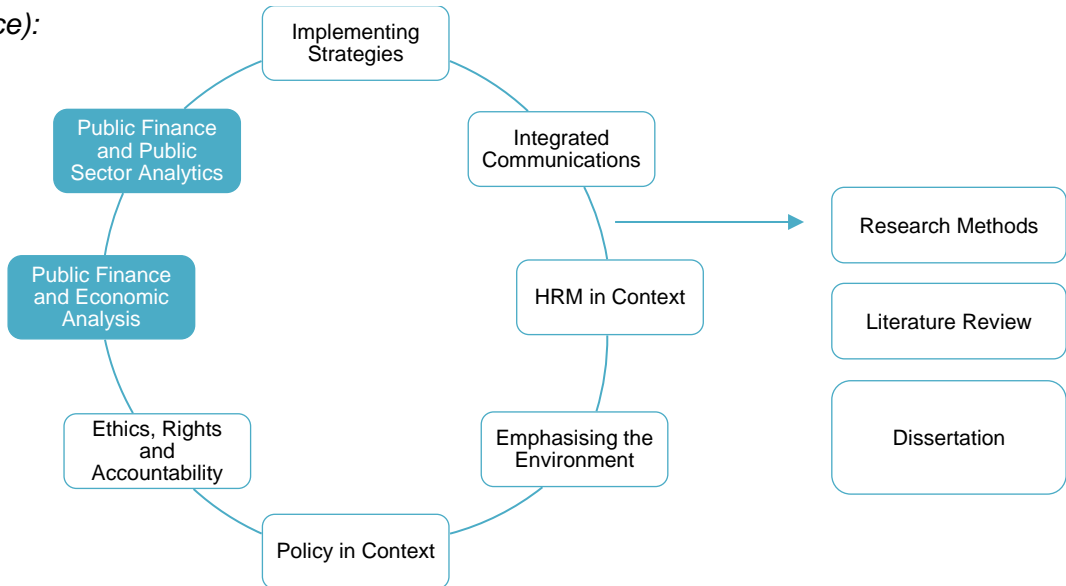 ce):
Implementing
Strategies
Integrated
Communications
HRM in Context
Emphasising the
Environment
Policy in Context
Ethics, Rights
and
Accountability
Public Finance
and Economic
Analysis
Public Finance
and Public
Sector Analytics
Research Methods
Literature Review
Dissertation